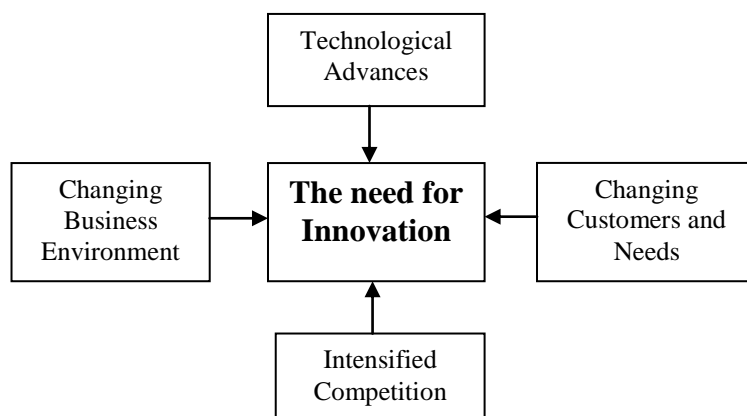 Technological
Advances
Changing
Business
Environment
The need for
Innovation
Changing
Customers and
Needs
Intensified
Competition